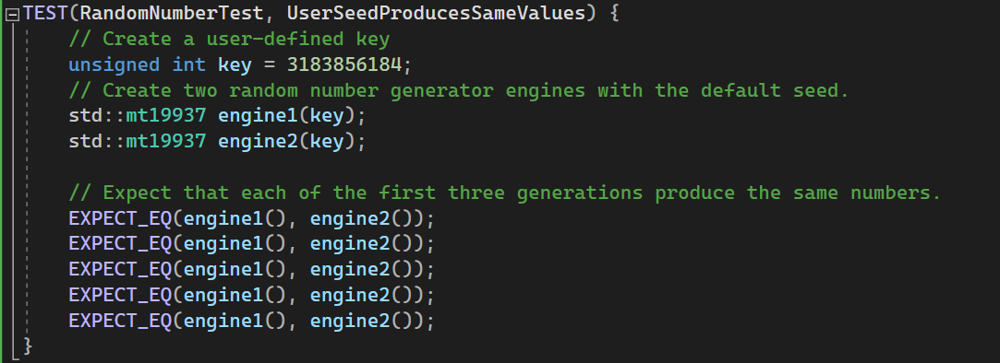 TEST(RandomNumberTest, UserSeedProducesSameValues) {
// Create a user-defined key
unsigned int key = 3183856184;
// Create two random number generator engines with the default seed.
std::mt19937 engine1(key);
std::mt19937 engine2(key);
// Expect that each of the first three generations produce the same numbers.
EXPECT_EQ(engine1(), engine2());
EXPECT_EQ(engine1(), engine2());
EXPECT_EQ(engine1(), engine2());
EXPECT_EQ(engine1(), engine2());
EXPECT_EQ(engine1(), engine2());
}